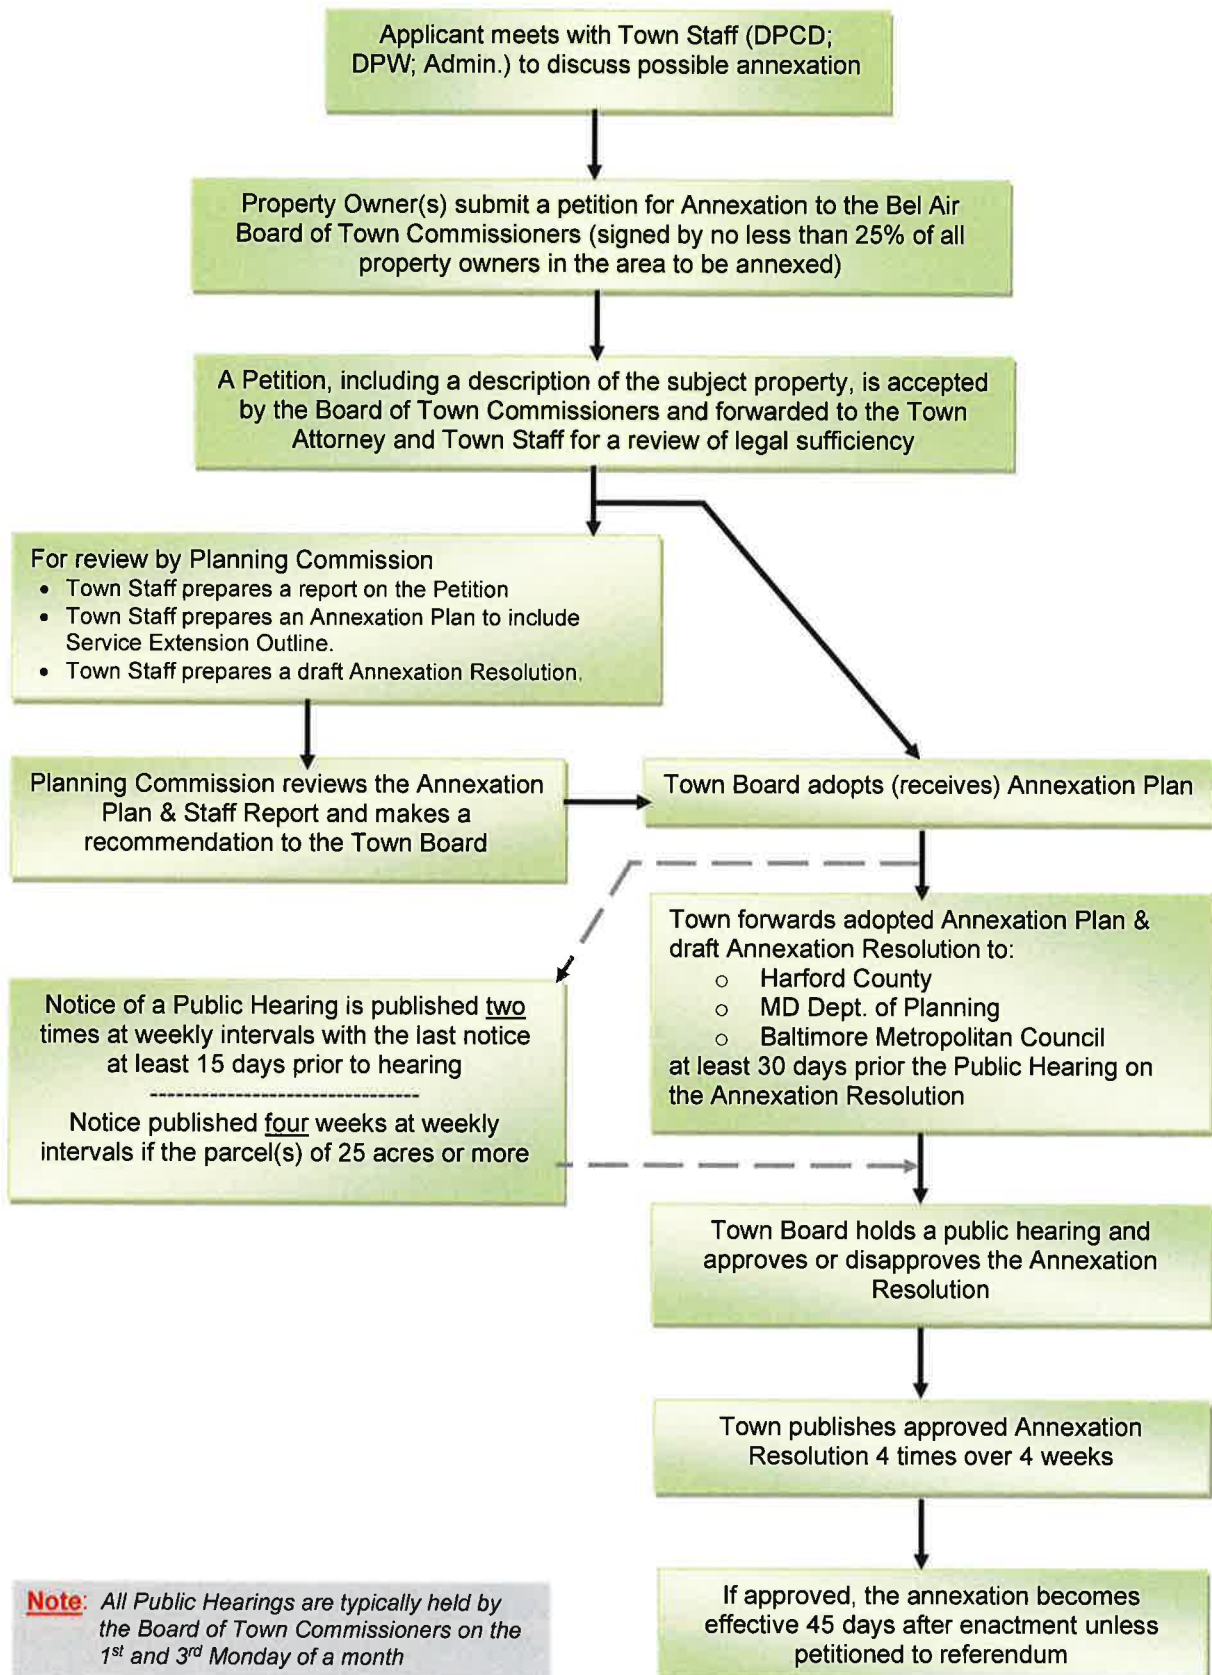 Applicant meets with Town Staff (DPCD;
DPW; Admin.) to discuss possible annexation
Property Owner(s) submit a petition for Annexation to the Bel Air
Board of Town Commissioners (signed by no less than 25% of all
property owners in the area to be annexed)
A Petition, including a description of the subject property, is accepted
by the Board of Town Commissioners and forwarded to the Town
Attorney and Town Staff for a review of legal sufficiency
For review by Planning Commission
• Town Staff prepares a report on the Petition
• Town Staff prepares an Annexation Plan to include
Service Extension Outline.
• Town Staff prepares a draft Annexation Resolution.
Planning Commission reviews the Annexation
Plan & Staff Report and makes a
recommendation to the Town Board
Town Board adopts (receives) Annexation Plan
Town forwards adopted Annexation Plan &
draft Annexation Resolution to:
o Harford County
o MD Dept. of Planning
o Baltimore Metropolitan Council
at least 30 days prior the Public Hearing on
the Annexation Resolution
Notice of a Public Hearing is published two
times at weekly intervals with the last notice
at least 15 days prior to hearing
-------------------------------
Notice published four weeks at weekly
intervals if the parcel(s) of 25 acres or more
Town Board holds a public hearing and
approves or disapproves the Annexation
Resolution
Town publishes approved Annexation
Resolution 4 times over 4 weeks
If approved, the annexation becomes
effective 45 days after enactment unless
petitioned to referendum
Note: All Public Hearings are typically held by
the Board of Town Commissioners on the
1st and 3rd Monday of a month